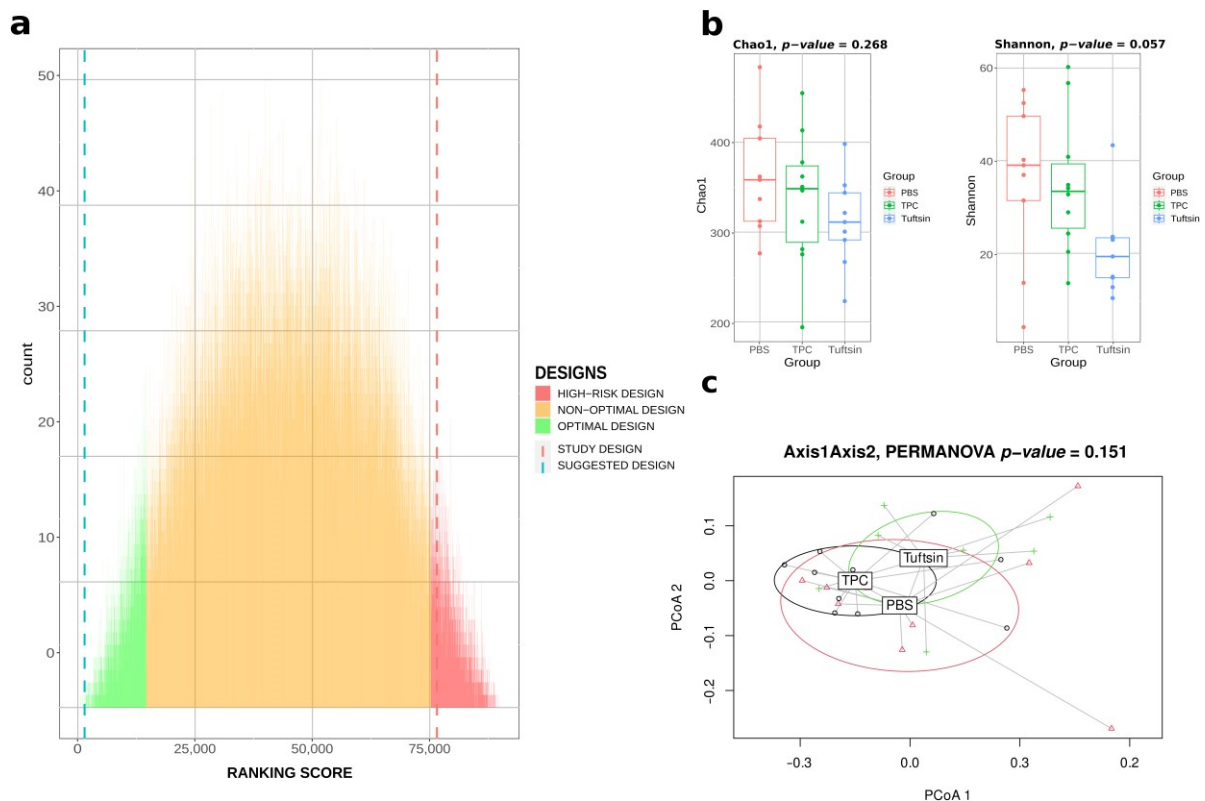 a
50
40
30
20
10
0
count
0
25,000
50,000
75,000
RANKING SCORE
DESIGNS
HIGH−RISK DESIGN
NON−OPTIMAL DESIGN
OPTIMAL DESIGN
STUDY DESIGN
SUGGESTED DESIGN
b
Chao1, p−value = 0.268
400
300
200
Chao1
PBS
TPC
Tuftsin
Group
Group
PBS
TPC
Tuftsin
Shannon, p−value = 0.057
60
40
20
Shannon
PBS
TPC
Tuftsin
Group
Group
PBS
TPC
Tuftsin
c
Axis1Axis2, PERMANOVA p−value = 0.151
0.1
0.0
−0.1
−0.2
PCoA 2
Tuftsin
TPC
PBS
−0.3
0.0
0.3
0.2
PCoA 1